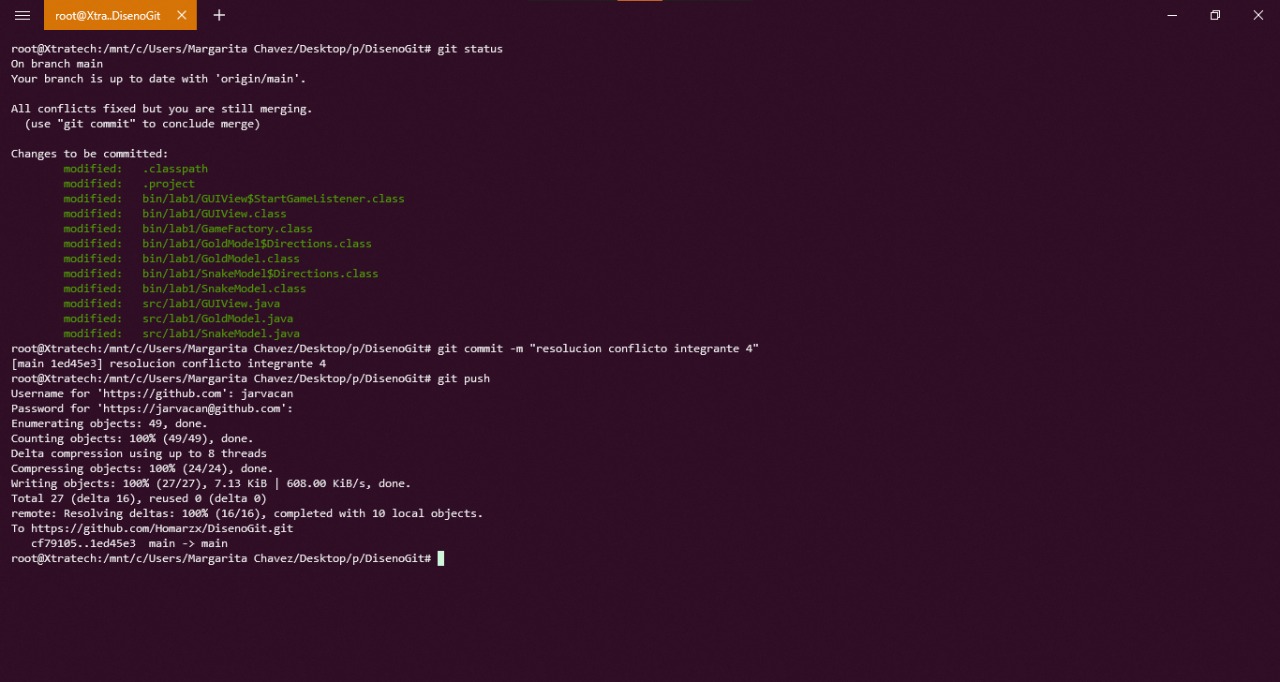 root@Xtra..DisenoGit
root@Xtratech:/mnt/c/Users/Margarita Chavez/Desktop/p/DisenoGit# git status
On branch main
Your branch is up to date with 'origin/main'.
All conflicts fixed but you are still merging.
(use "git commit" to conclude merge)
Changes to be committed:
modified: .classpath
modified: .project
modified: bin/lab1/GUIView$StartGameListener.class
modified: bin/lab1/GUIView.class
modified: bin/lab1/GameFactory.class
modified: bin/lab1/GoldModel$Directions.class
modified: bin/lab1/GoldModel.class
modified: bin/lab1/SnakeModel$Directions.class
modified: bin/lab1/SnakeModel.class
modified: src/lab1/GUIView.java
modified: src/lab1/GoldModel.java
modified: src/lab1/SnakeModel.java
root@Xtratech:/mnt/c/Users/Margarita Chavez/Desktop/p/DisenoGit# git commit -m "resolucion conflicto integrante 4"
[main 1ed45e3] resolucion conflicto integrante 4
root@Xtratech:/mnt/c/Users/Margarita Chavez/Desktop/p/DisenoGit# git push
Username for 'https://github.com': jarvacan
Password for 'https://jarvacan@github.com':
Enumerating objects: 49, done.
Counting objects: 100% (49/49), done.
Delta compression using up to 8 threads
Compressing objects: 100% (24/24), done.
Writing objects: 100% (27/27), 7.13 KiB | 608.00 KiB/s, done.
Total 27 (delta 16), reused 0 (delta 0)
remote: Resolving deltas: 100% (16/16), completed with 10 local objects.
To https://github.com/Homarzx/DisenoGit.git
cf79105..1ed45e3 main -> main
root@Xtratech:/mnt/c/Users/Margarita Chavez/Desktop/p/DisenoGit#